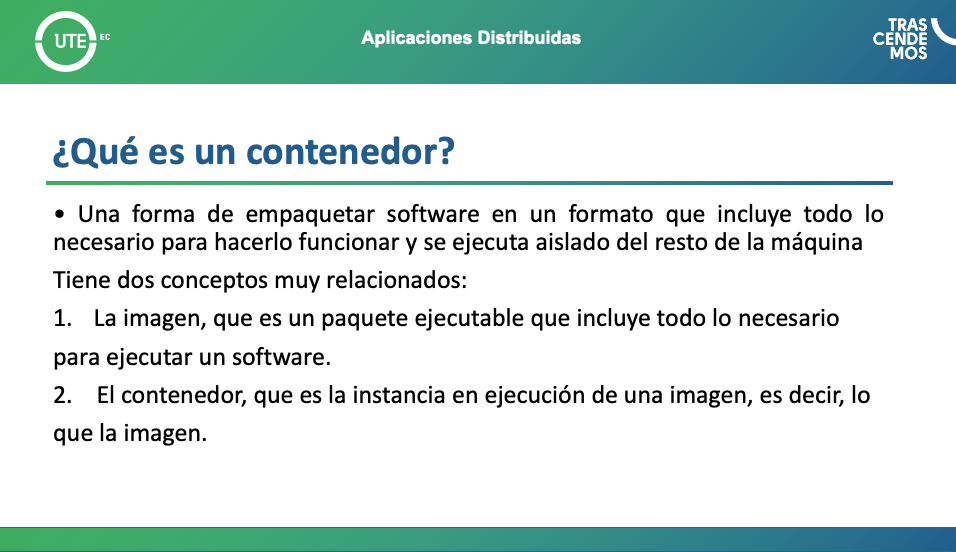 UTE EC
Aplicaciones Distribuidas
TRAS
CENDE
MOS
¿Qué es un contenedor?
• Una forma de empaquetar software en un formato que incluye todo lo
necesario para hacerlo funcionar y se ejecuta aislado del resto de la máquina
Tiene dos conceptos muy relacionados:
1. La imagen, que es un paquete ejecutable que incluye todo lo necesario
para ejecutar un software.
2. El contenedor, que es la instancia en ejecución de una imagen, es decir, lo
que la imagen.